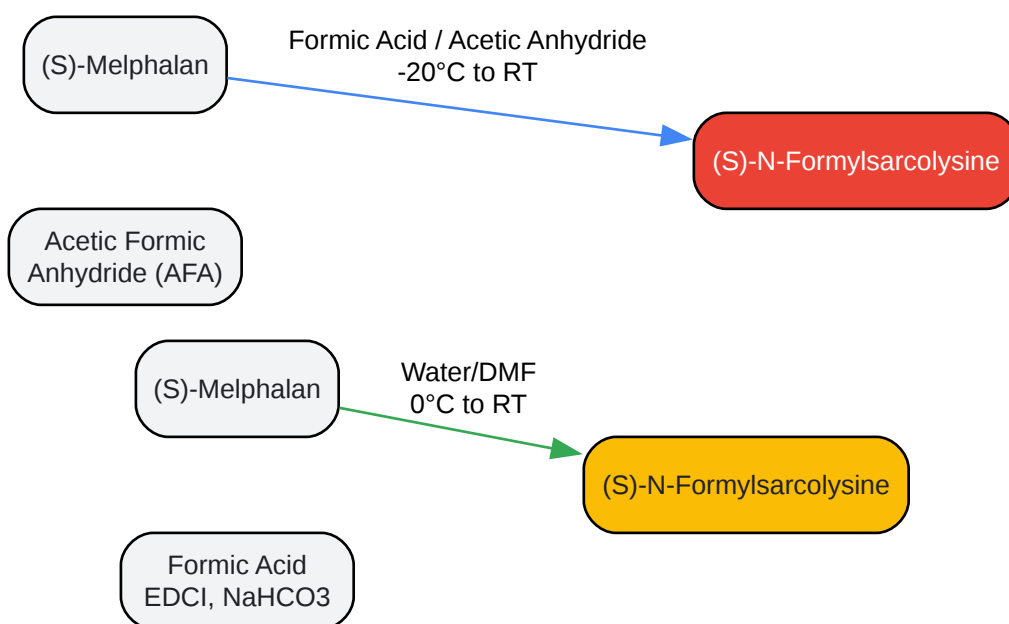 (S)-Melphalan
Formic Acid / Acetic Anhydride
-20°C to RT
(S)-N-Formylsarcolysine
Acetic Formic
Anhydride (AFA)
(S)-Melphalan
Water/DMF
0°C to RT
(S)-N-Formylsarcolysine
Formic Acid
EDCI, NaHCO3